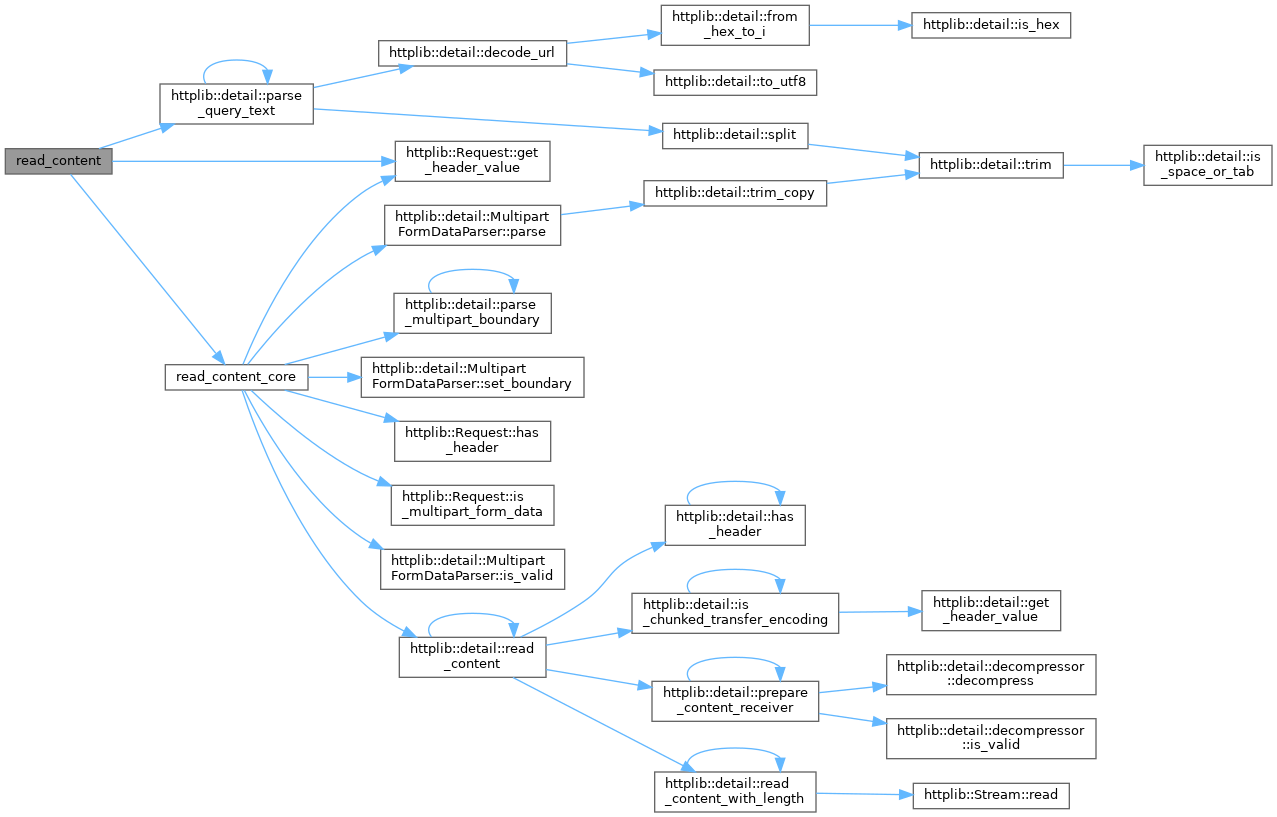 read_content
httplib::detail::parse
_query_text
httplib::detail::decode_url
httplib::detail::from
_hex_to_i
httplib::detail::is_hex
httplib::detail::to_utf8
httplib::detail::split
httplib::detail::trim
httplib::detail::is
_space_or_tab
httplib::Request::get
_header_value
read_content_core
httplib::detail::Multipart
FormDataParser::parse
httplib::detail::trim_copy
httplib::detail::parse
_multipart_boundary
httplib::detail::Multipart
FormDataParser::set_boundary
httplib::Request::has
_header
httplib::Request::is
_multipart_form_data
httplib::detail::Multipart
FormDataParser::is_valid
httplib::detail::read
_content
httplib::detail::has
_header
httplib::detail::is
_chunked_transfer_encoding
httplib::detail::get
_header_value
httplib::detail::prepare
_content_receiver
httplib::detail::decompressor
::decompress
httplib::detail::decompressor
::is_valid
httplib::detail::read
_content_with_length
httplib::Stream::read